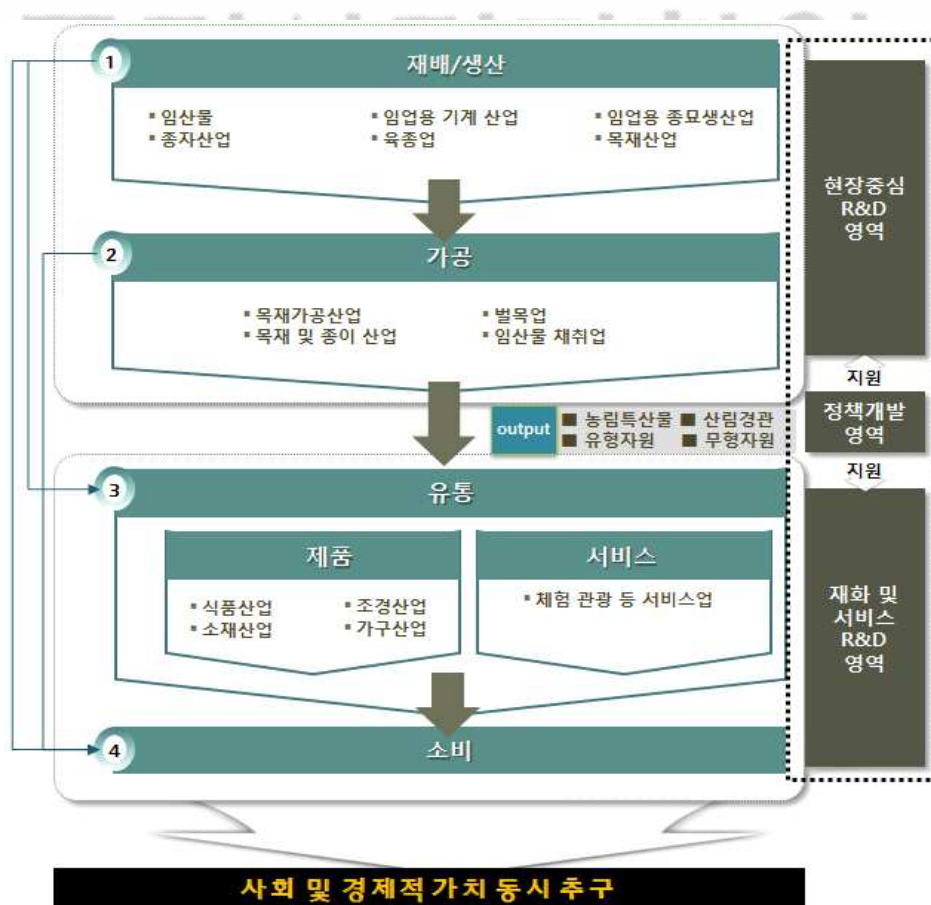 1 재배/생산
▪ 임산물 ▪ 임업용 기계 산업 ▪ 임업용 종묘생산업
▪ 종자산업 ▪ 육종업 ▪ 목재산업
현장중심
R&D
영역
2 가공
▪ 목재가공산업 ▪ 벌목업
▪ 목재 및 종이 산업 ▪ 임산물 채취업
지원
output ■ 농림특산물 ■ 산림경관
■ 유형자원 ■ 무형자원
정책개발
영역
지원
3 유통
제품 서비스
▪ 식품산업 ▪ 조경산업 ▪ 체험 관광 등 서비스업
▪ 소재산업 ▪ 가구산업
재화 및
서비스
R&D
영역
4 소비
사회 및 경제적가치 동시 추구